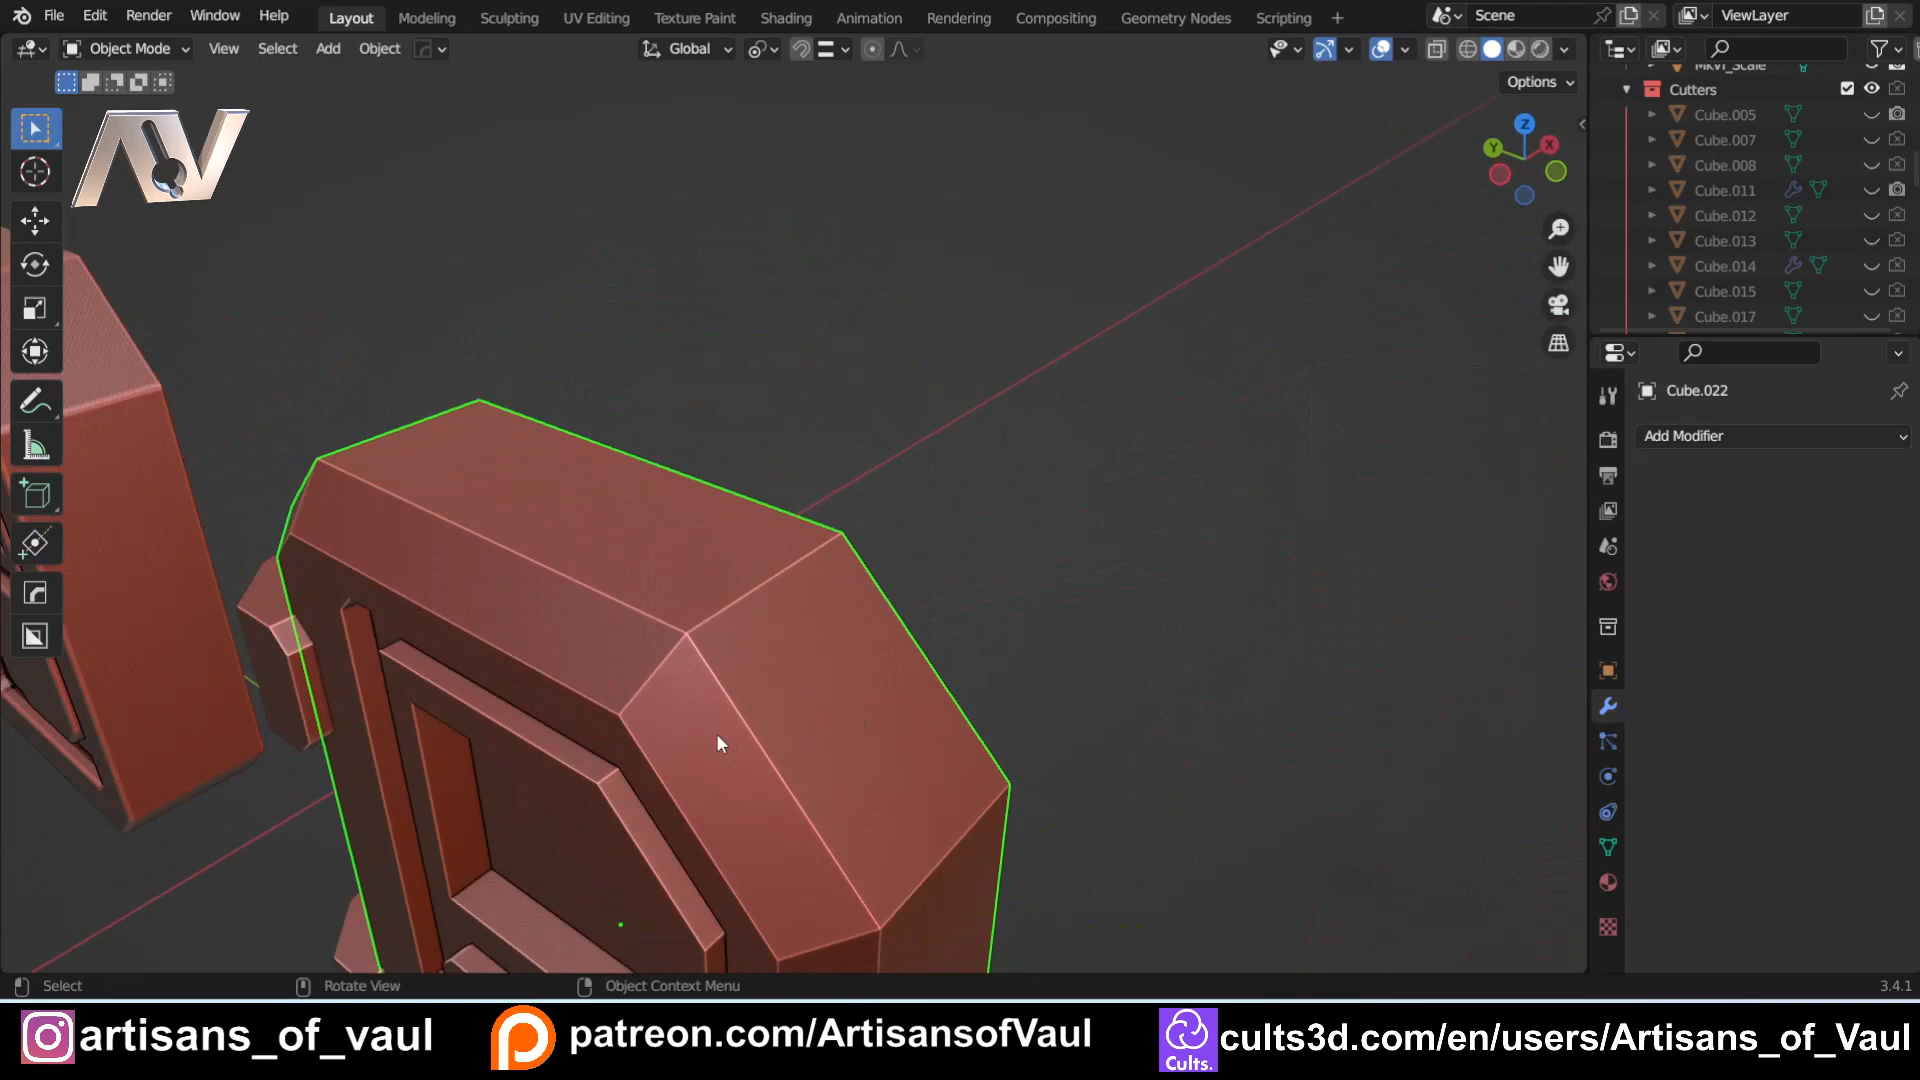 File Edit Render Window Help Layout Modeling Sculpting UV Editing Texture Paint Shading Animation Rendering Compositing Geometry Nodes Scripting + Scene ViewLayer
Object Mode View Select Add Object Global
Options
MkVI_Scale
Cutters
Cube.005
Cube.007
Cube.008
Cube.011
Cube.012
Cube.013
Cube.014
Cube.015
Cube.017
Z
Y
X
AV
Cube.022
Add Modifier
Select Rotate View Object Context Menu 3.4.1
artisans_of_vaul patreon.com/ArtisansofVaul cults3d.com/en/users/Artisans_of_Vaul
Cults.